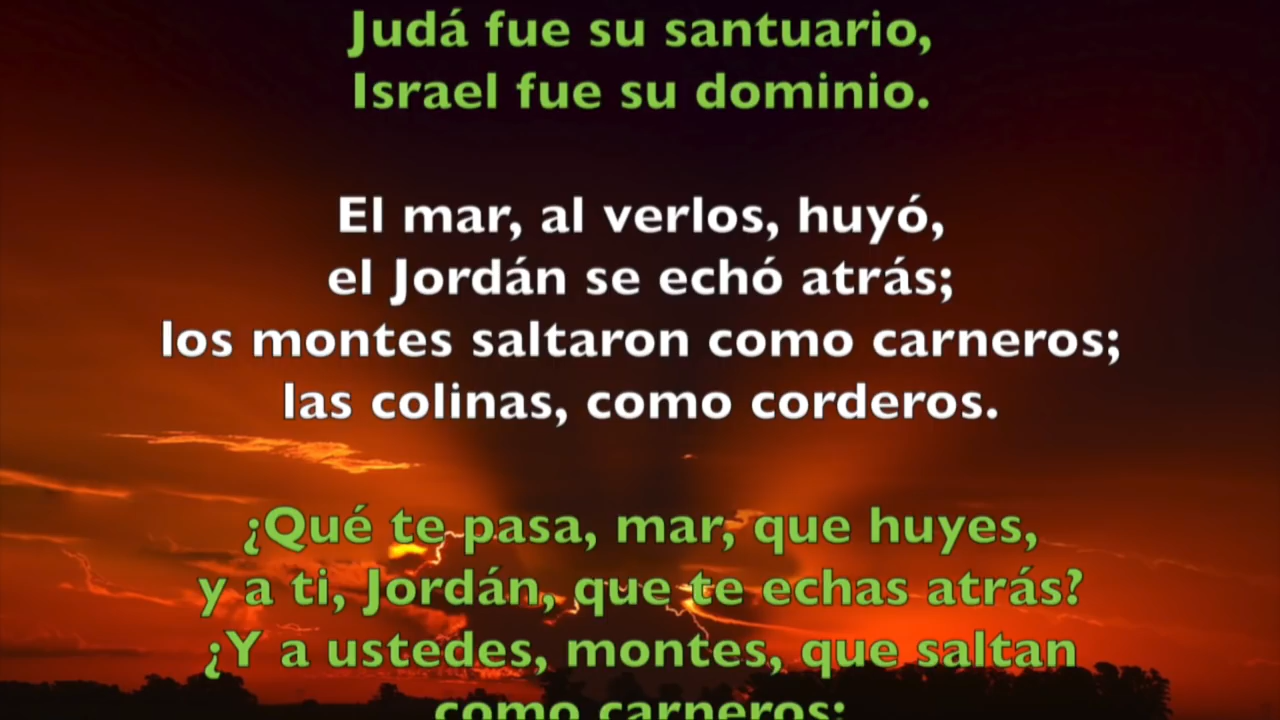 Judá fue su santuario,
Israel fue su dominio.
El mar, al verlos, huyó,
el Jordán se echó atrás;
los montes saltaron como carneros;
las colinas, como corderos.
¿Qué te pasa, mar, que huyes,
y a ti, Jordán, que te echas atrás?
¿Y a ustedes, montes, que saltan
como carneros;